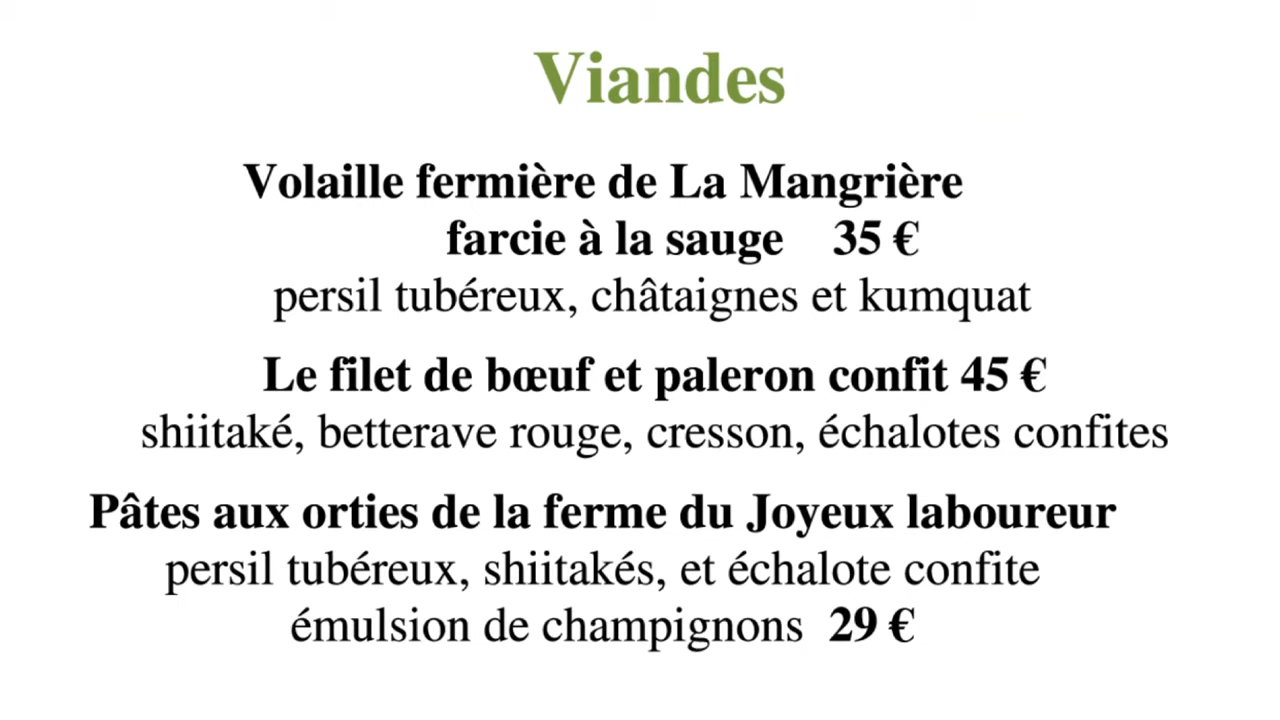 Viandes
Volaille fermière de La Mangrière
farcie à la sauge 35 €
persil tubéreux, châtaignes et kumquat
Le filet de bœuf et paleron confit 45 €
shiitaké, betterave rouge, cresson, échalotes confites
Pâtes aux orties de la ferme du Joyeux laboureur
persil tubéreux, shiitakés, et échalote confite
émulsion de champignons 29 €